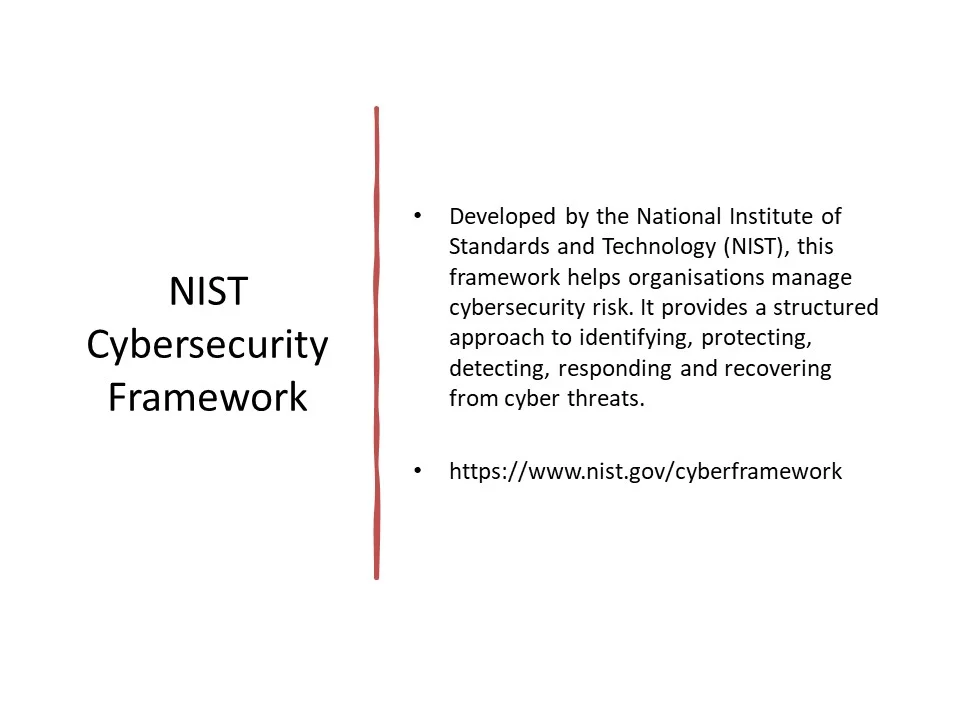 NIST
Cybersecurity
Framework
• Developed by the National Institute of
Standards and Technology (NIST), this
framework helps organisations manage
cybersecurity risk. It provides a structured
approach to identifying, protecting,
detecting, responding and recovering
from cyber threats.
• https://www.nist.gov/cyberframework